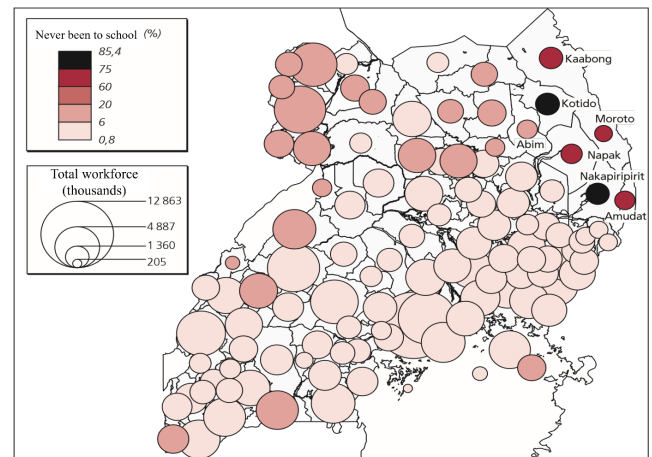 Never been to school (%)
85,4
75
60
20
6
0,8
Total workforce
(thousands)
12 863
4 887
1 360
205
Kaabong
Kotido
Moroto
Abim
Napak
Nakapiripirit
Amudat